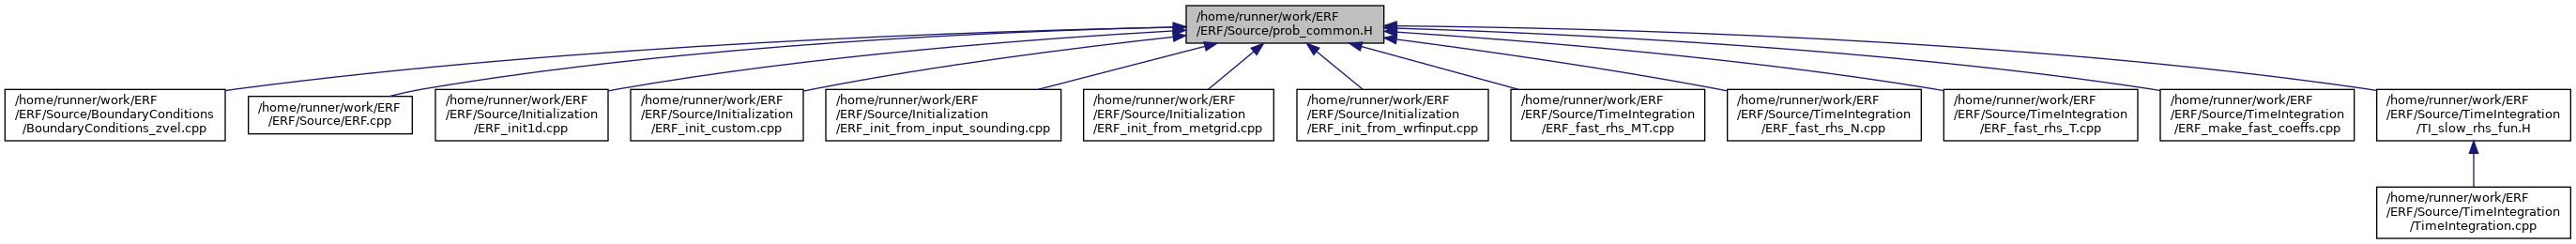 /home/runner/work/ERF
/ERF/Source/prob_common.H
/home/runner/work/ERF
/ERF/Source/BoundaryConditions
/BoundaryConditions_zvel.cpp
/home/runner/work/ERF
/ERF/Source/ERF.cpp
/home/runner/work/ERF
/ERF/Source/Initialization
/ERF_init1d.cpp
/home/runner/work/ERF
/ERF/Source/Initialization
/ERF_init_custom.cpp
/home/runner/work/ERF
/ERF/Source/Initialization
/ERF_init_from_input_sounding.cpp
/home/runner/work/ERF
/ERF/Source/Initialization
/ERF_init_from_metgrid.cpp
/home/runner/work/ERF
/ERF/Source/Initialization
/ERF_init_from_wrfinput.cpp
/home/runner/work/ERF
/ERF/Source/TimeIntegration
/ERF_fast_rhs_MT.cpp
/home/runner/work/ERF
/ERF/Source/TimeIntegration
/ERF_fast_rhs_N.cpp
/home/runner/work/ERF
/ERF/Source/TimeIntegration
/ERF_fast_rhs_T.cpp
/home/runner/work/ERF
/ERF/Source/TimeIntegration
/ERF_make_fast_coeffs.cpp
/home/runner/work/ERF
/ERF/Source/TimeIntegration
/TI_slow_rhs_fun.H
/home/runner/work/ERF
/ERF/Source/TimeIntegration
/TimeIntegration.cpp